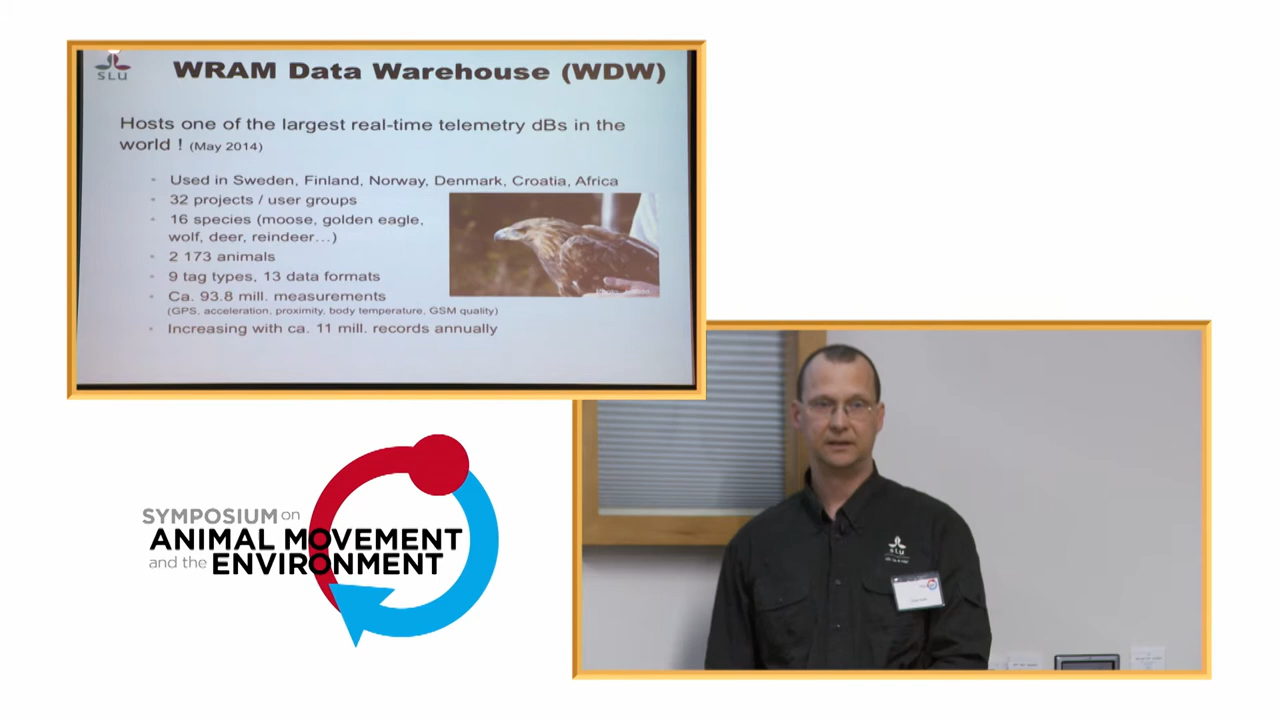 SLU
WRAM Data Warehouse (WDW)
Hosts one of the largest real-time telemetry dBs in the
world ! (May 2014)
- Used in Sweden, Finland, Norway, Denmark, Croatia, Africa
- 32 projects / user groups
- 16 species (moose, golden eagle,
wolf, deer, reindeer…)
- 2 173 animals
- 9 tag types, 13 data formats
- Ca. 93.8 mill. measurements
(GPS, acceleration, proximity, body temperature, GSM quality)
- Increasing with ca. 11 mill. records annually
SYMPOSIUM on
ANIMAL MOVEMENT
and the ENVIRONMENT
SLU